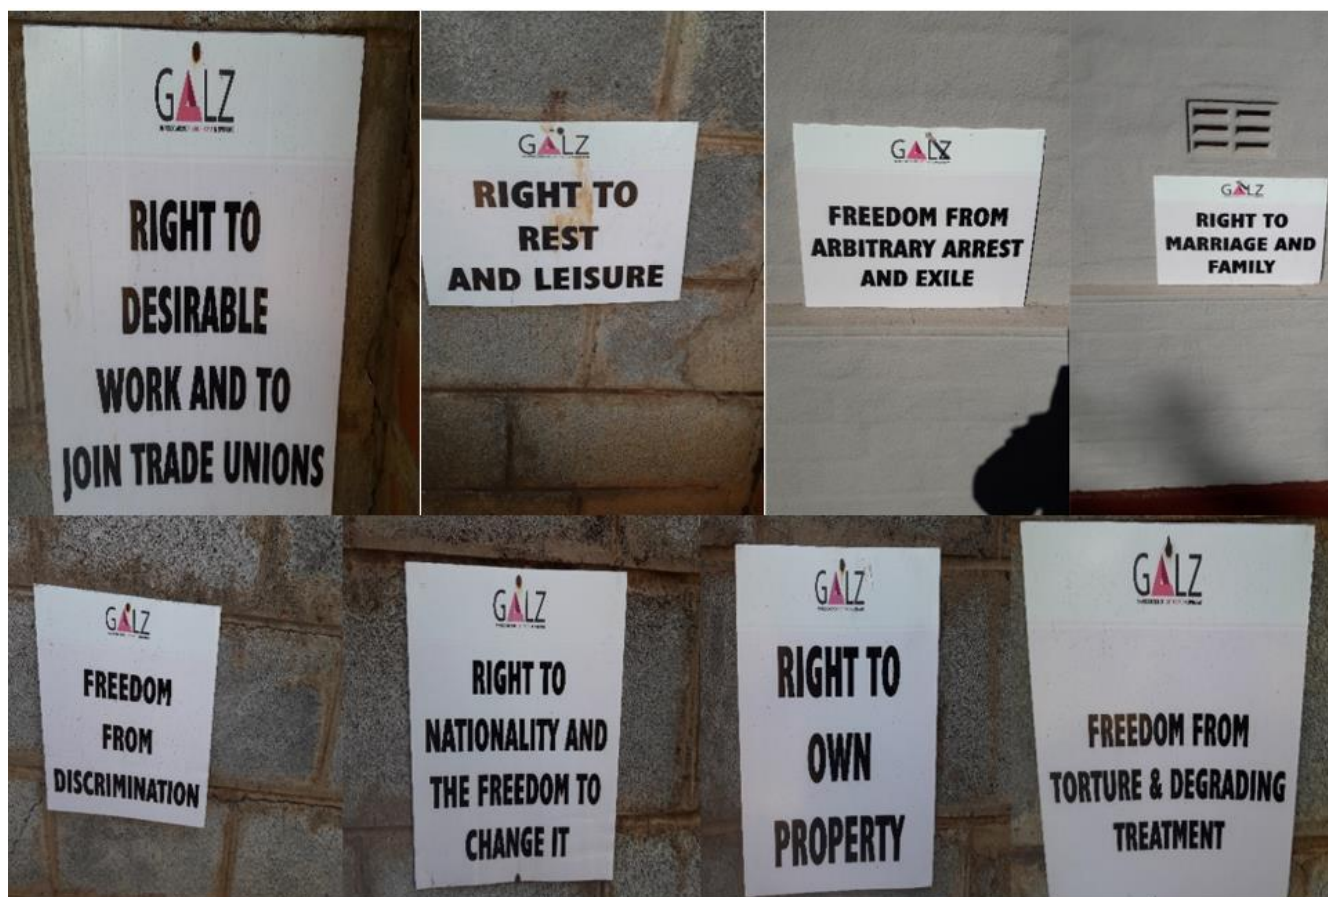 GALZ
RIGHT TO
DESIRABLE
WORK AND TO
JOIN TRADE UNIONS
GALZ
RIGHT TO
REST
AND LEISURE
GALZ
FREEDOM FROM
ARBITRARY ARREST
AND EXILE
GALZ
RIGHT TO
MARRIAGE AND
FAMILY
GALZ
FREEDOM
FROM
DISCRIMINATION
GALZ
RIGHT TO
NATIONALITY AND
THE FREEDOM TO
CHANGE IT
GALZ
RIGHT TO
OWN
PROPERTY
GALZ
FREEDOM FROM
TORTURE & DEGRADING
TREATMENT